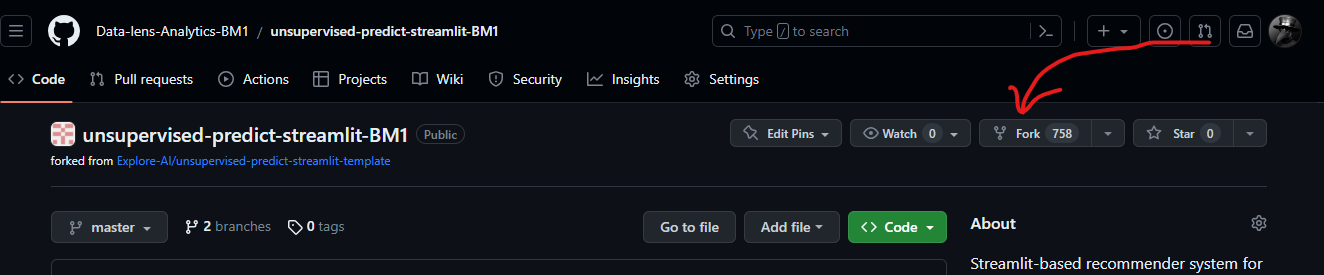 Data-lens-Analytics-BM1 / unsupervised-predict-streamlit-BM1
Type / to search
Code Pull requests Actions Projects Wiki Security Insights Settings
unsupervised-predict-streamlit-BM1 Public
Edit Pins Watch 0 Fork 758 Star 0
forked from Explore-AI/unsupervised-predict-streamlit-template
master 2 branches 0 tags Go to file Add file Code
About
Streamlit-based recommender system for